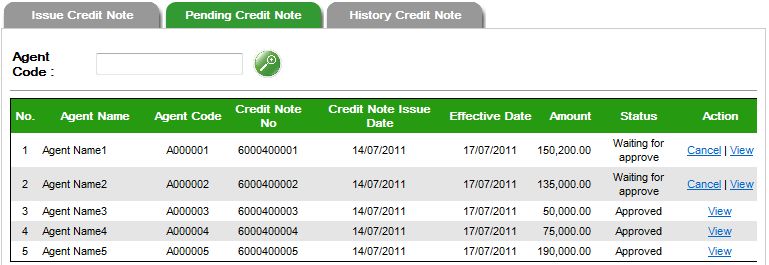 Issue Credit Note Pending Credit Note History Credit Note
Agent
Code :
No. Agent Name Agent Code Credit Note No Credit Note Issue Date Effective Date Amount Status Action
1 Agent Name1 A000001 6000400001 14/07/2011 17/07/2011 150,200.00 Waiting for approve Cancel | View
2 Agent Name2 A000002 6000400002 14/07/2011 17/07/2011 135,000.00 Waiting for approve Cancel | View
3 Agent Name3 A000003 6000400003 14/07/2011 17/07/2011 50,000.00 Approved View
4 Agent Name4 A000004 6000400004 14/07/2011 17/07/2011 75,000.00 Approved View
5 Agent Name5 A000005 6000400005 14/07/2011 17/07/2011 190,000.00 Approved View